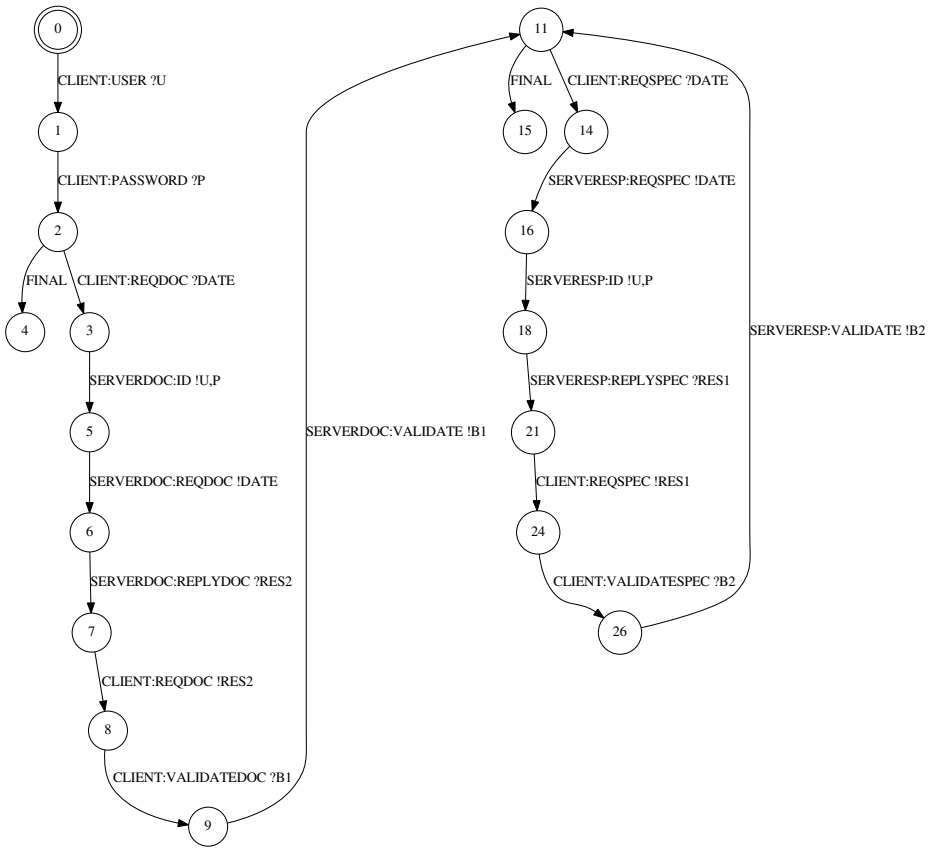 0
CLIENT:USER ?U
1
CLIENT:PASSWORD ?P
2
FINAL
CLIENT:REQDOC ?DATE
4
3
SERVERDOC:ID !U,P
5
SERVERDOC:REQDOC !DATE
6
SERVERDOC:REPLYDOC ?RES2
7
CLIENT:REQDOC !RES2
8
CLIENT:VALIDATEDOC ?B1
9
SERVERDOC:VALIDATE !B1
11
FINAL
CLIENT:REQSPEC ?DATE
15
14
SERVERESP:REQSPEC !DATE
16
SERVERESP:ID !U,P
18
SERVERESP:REPLYSPEC ?RES1
21
CLIENT:REQSPEC !RES1
24
CLIENT:VALIDATESPEC ?B2
26
SERVERESP:VALIDATE !B2